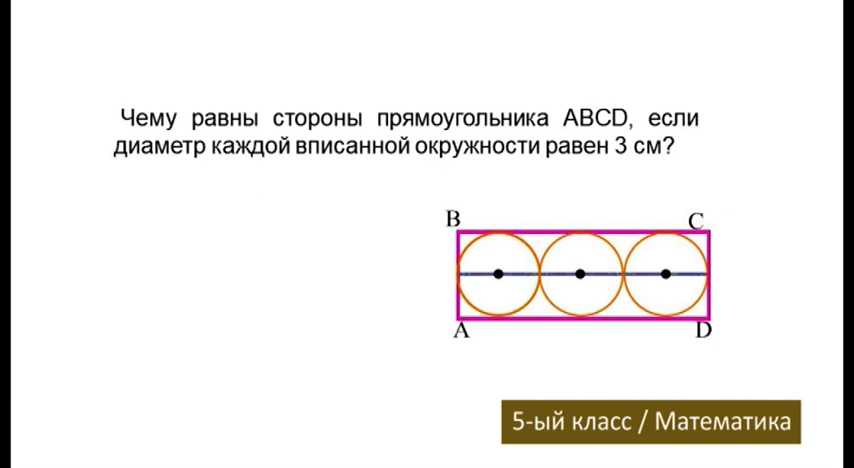 Чему равны стороны прямоугольника ABCD, если
диаметр каждой вписанной окружности равен 3 см?
B
C
A
D
5-ый класс / Математика